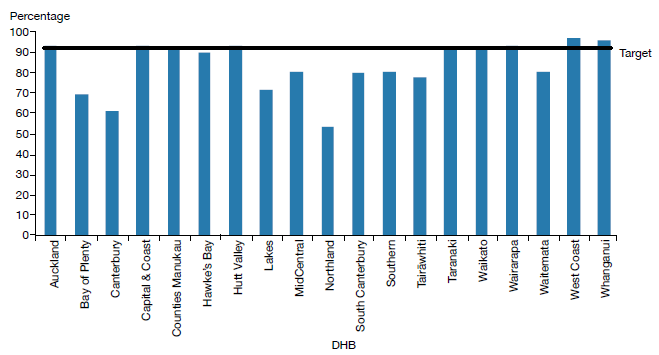 Percentage
100
90
80
70
60
50
40
30
20
10
0
Target
Auckland
Bay of Plenty
Canterbury
Capital & Coast
Counties Manukau
Hawke's Bay
Hutt Valley
Lakes
MidCentral
Northland
South Canterbury
Southern
Tairāwhiti
Taranaki
Waikato
Wairarapa
Waitemata
West Coast
Whanganui
DHB